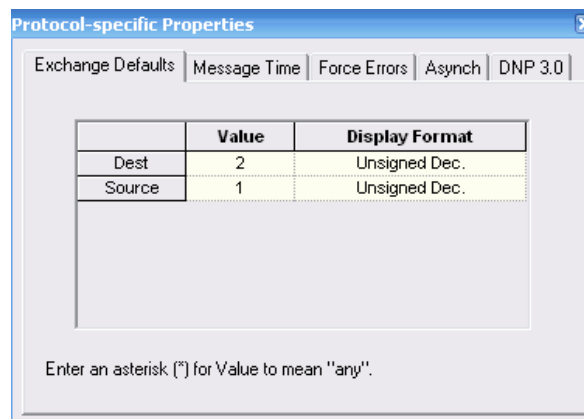 Protocol-specific Properties
Exchange Defaults Message Time Force Errors Asynch DNP 3.0
Value Display Format
Dest 2 Unsigned Dec.
Source 1 Unsigned Dec.
Enter an asterisk (*) for Value to mean "any".